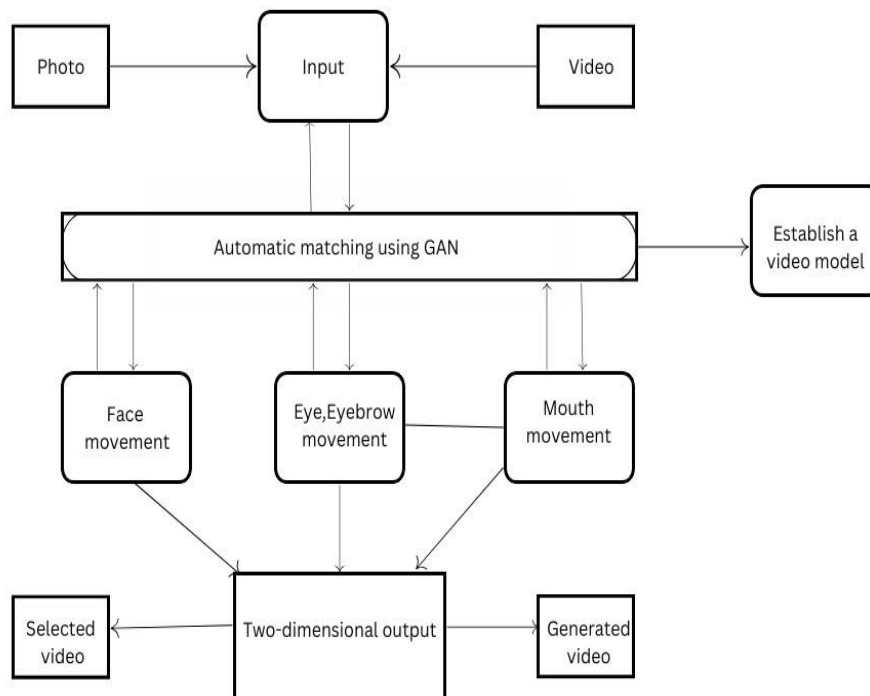 Photo
Input
Video
Automatic matching using GAN
Establish a
video model
Face
movement
Eye,Eyebrow
movement
Mouth
movement
Selected
video
Two-dimensional output
Generated
video